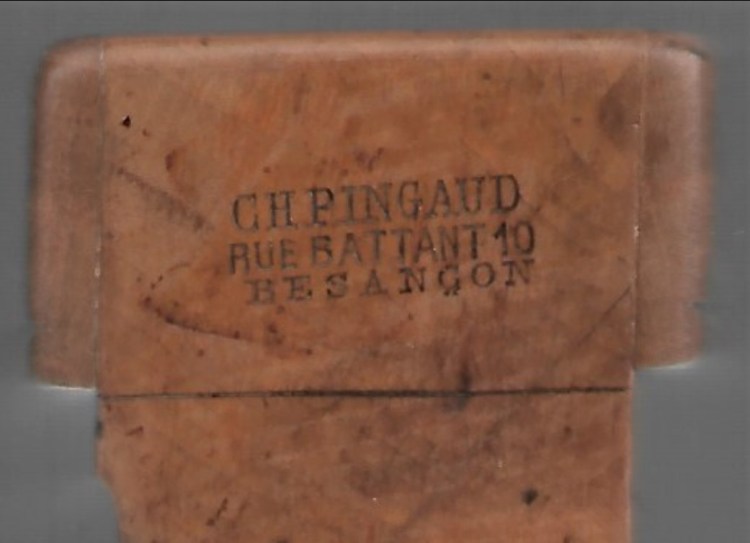 CH PINGAUD
RUE BATTANT 10
BESANÇON